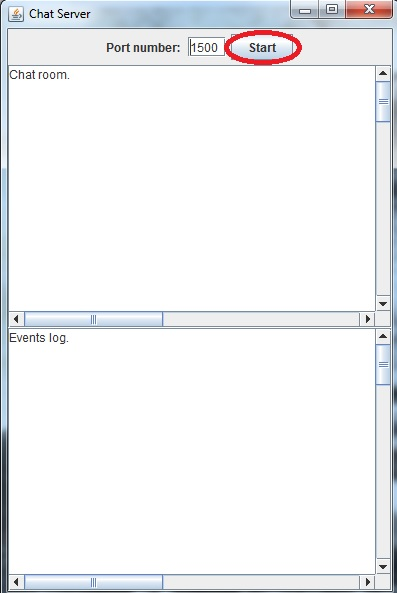 Chat Server
Port number: 1500 Start
Chat room.
Events log.